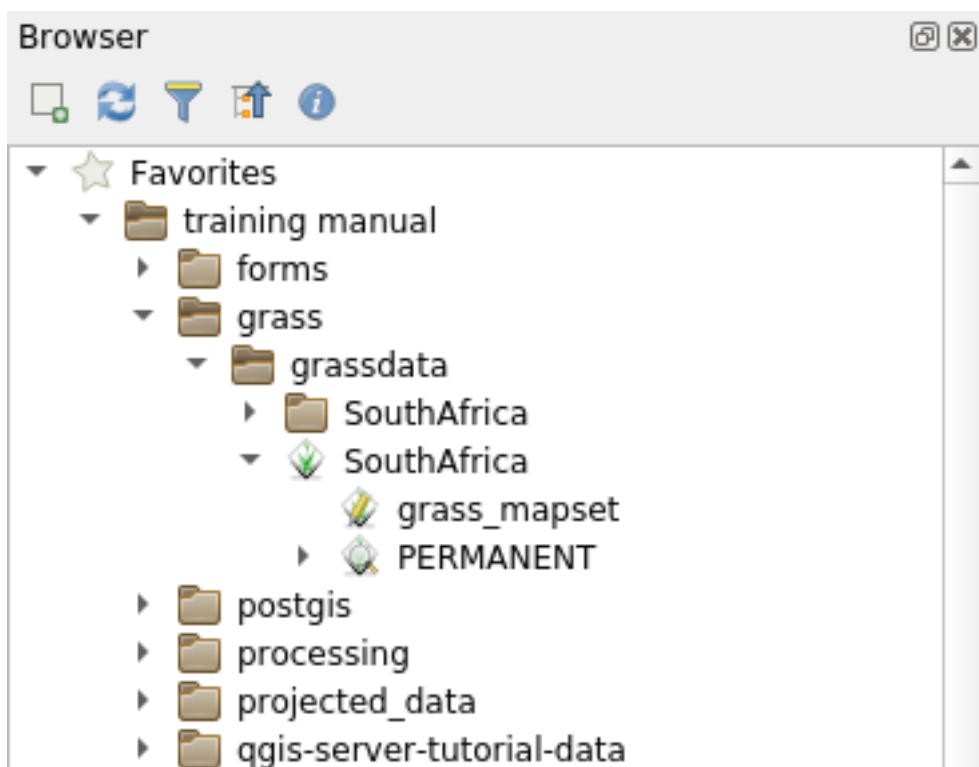 Browser
Favorites
training manual
forms
grass
grassdata
SouthAfrica
SouthAfrica
grass_mapset
PERMANENT
postgis
processing
projected_data
qgis-server-tutorial-data